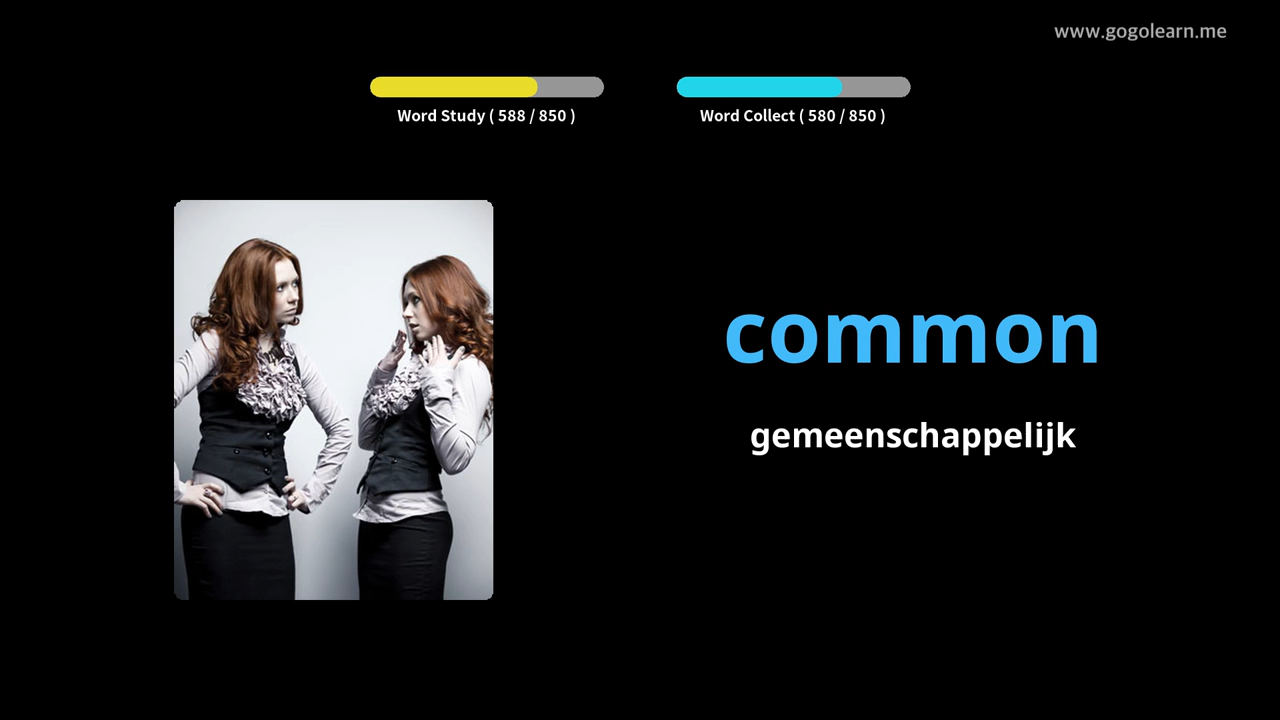 www.gogolearn.me
Word Study ( 588 / 850 )
Word Collect ( 580 / 850 )
common
gemeenschappelijk